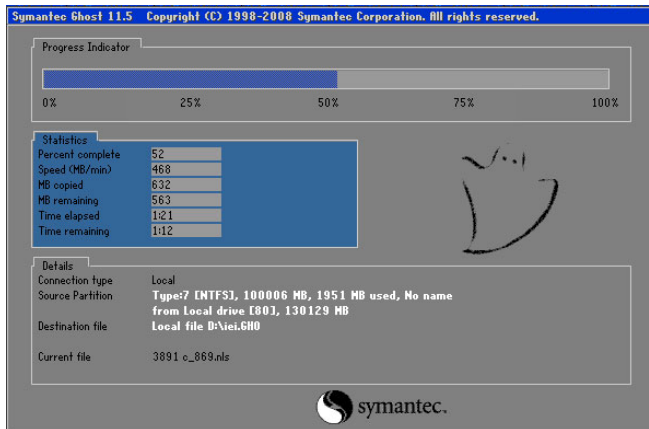 Symantec Ghost 11.5 Copyright (C) 1998-2008 Symantec Corporation. All rights reserved.
Progress Indicator
0% 25% 50% 75% 100%
Statistics
Percent complete 52
Speed (MB/min) 468
MB copied 632
MB remaining 563
Time elapsed 1:21
Time remaining 1:12
Details
Connection type Local
Source Partition Type:7 [NTFS], 100006 MB, 1951 MB used, No name
from Local drive [80], 130129 MB
Destination file Local file D:\iei.GHO
Current file 3891 c_869.nls
symantec.